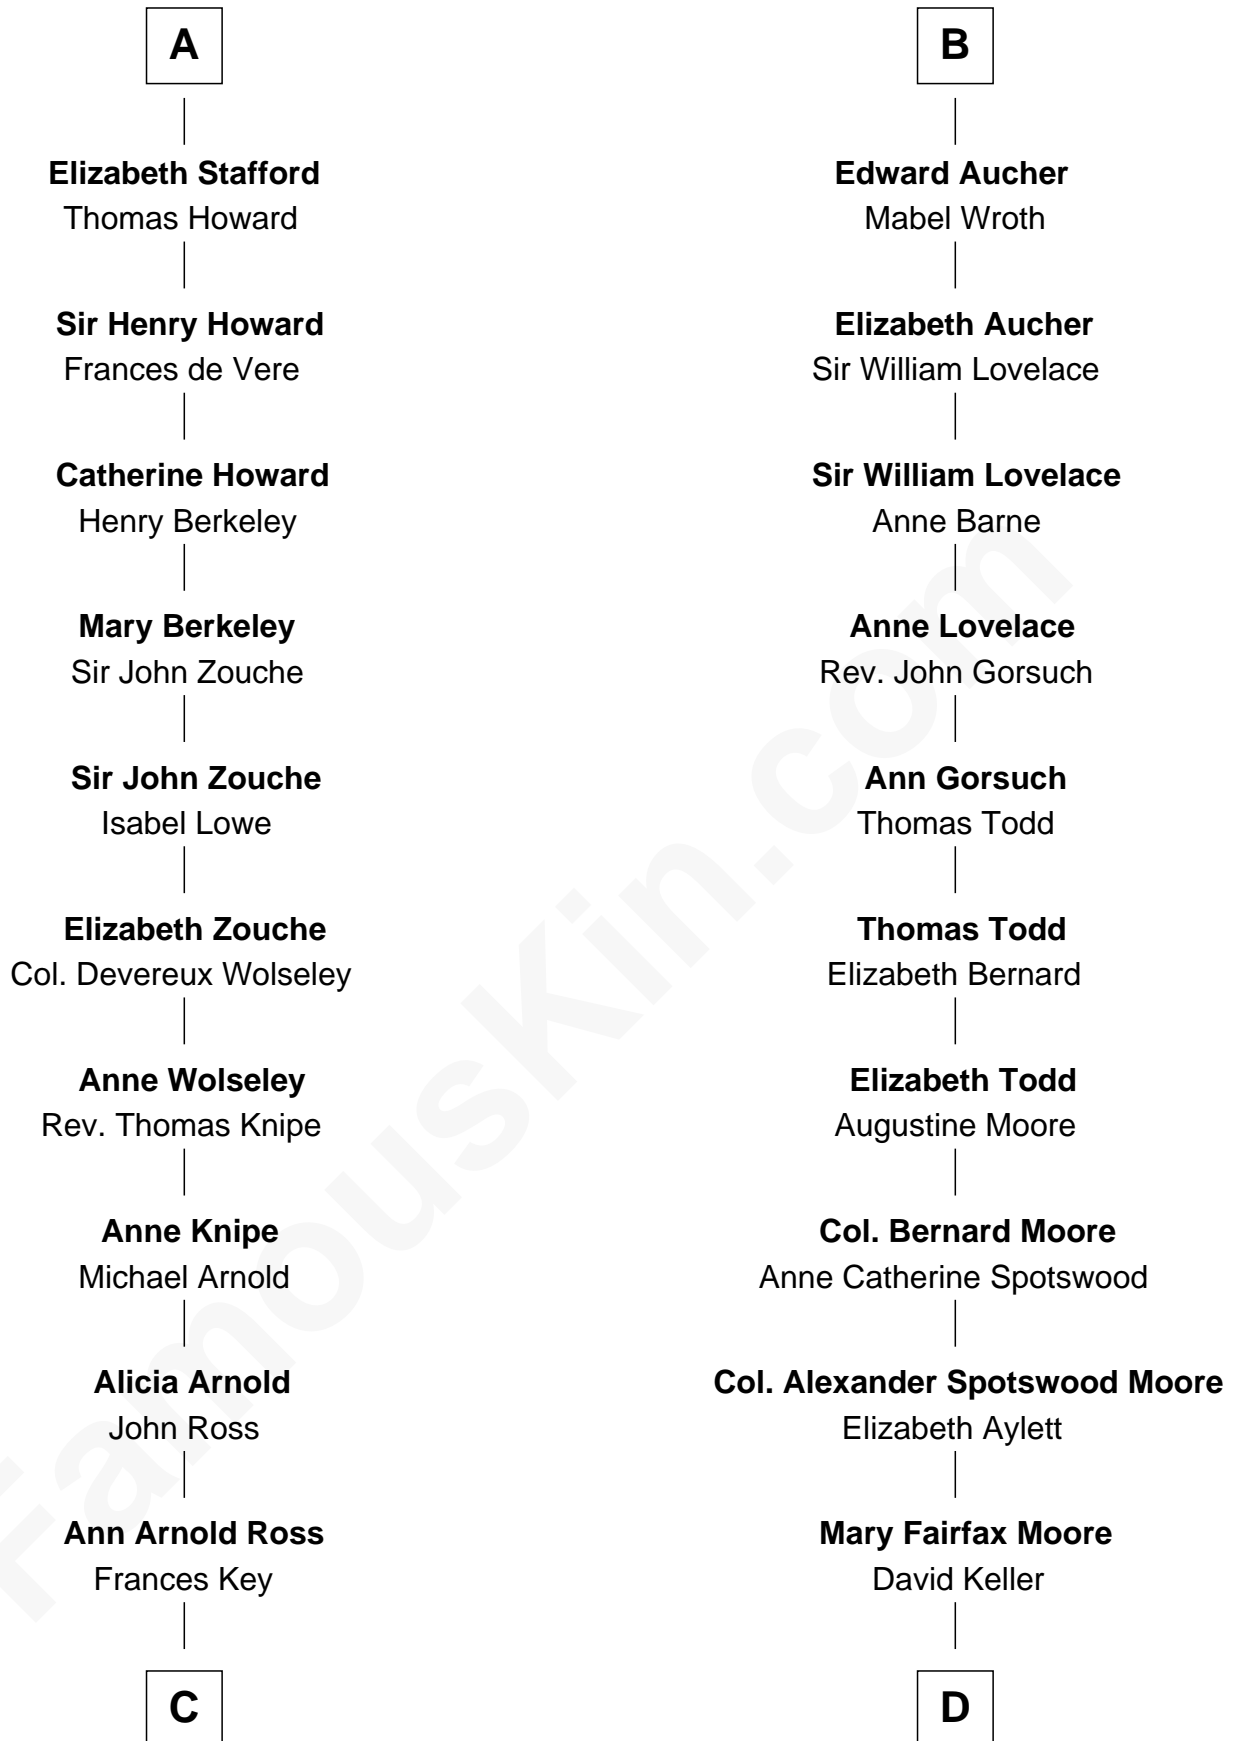 A
Elizabeth Stafford
Thomas Howard
Sir Henry Howard
Frances de Vere
Catherine Howard
Henry Berkeley
Mary Berkeley
Sir John Zouche
Sir John Zouche
Isabel Lowe
Elizabeth Zouche
Col. Devereux Wolseley
Anne Wolseley
Rev. Thomas Knipe
Anne Knipe
Michael Arnold
Alicia Arnold
John Ross
Ann Arnold Ross
Frances Key
C
B
Edward Aucher
Mabel Wroth
Elizabeth Aucher
Sir William Lovelace
Sir William Lovelace
Anne Barne
Anne Lovelace
Rev. John Gorsuch
Ann Gorsuch
Thomas Todd
Thomas Todd
Elizabeth Bernard
Elizabeth Todd
Augustine Moore
Col. Bernard Moore
Anne Catherine Spotswood
Col. Alexander Spotswood Moore
Elizabeth Aylett
Mary Fairfax Moore
David Keller
D
FamousKin.com